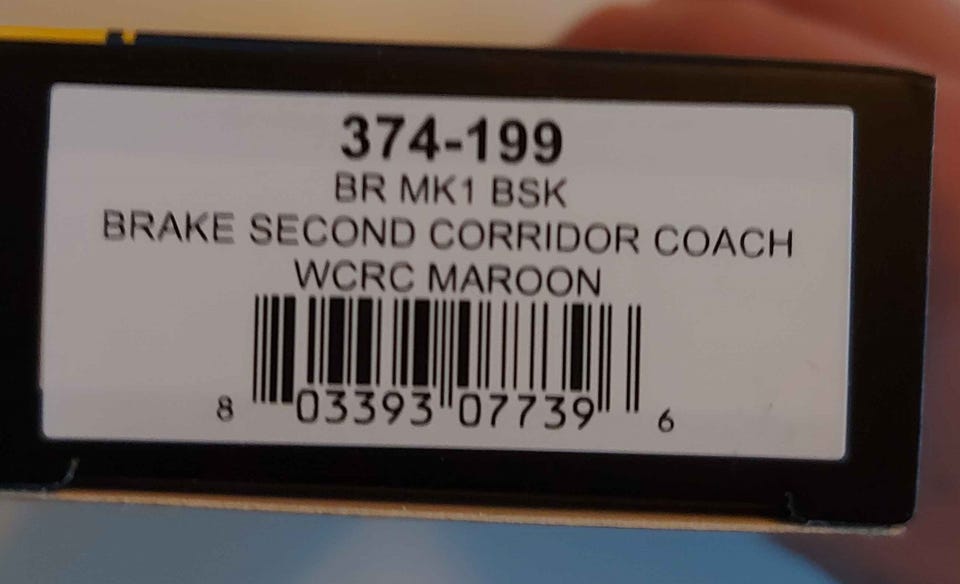 374-199
BR MK1 BSK
BRAKE SECOND CORRIDOR COACH
WCRC MAROON
8 03393 07739 6